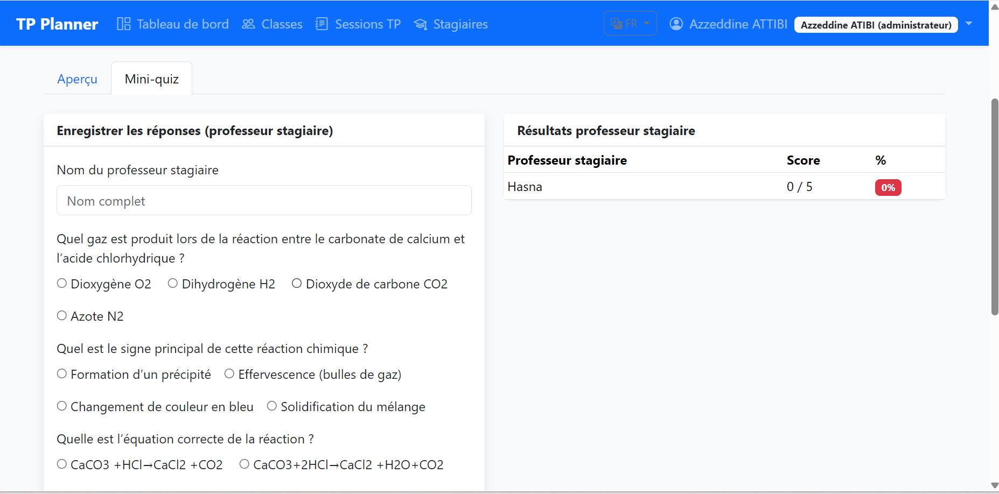 TP Planner Tableau de bord Classes Sessions TP Stagiaires FR Azzeddine ATTIBI Azzeddine ATIBI (administrateur)
Aperçu Mini-quiz
Enregistrer les réponses (professeur stagiaire)
Nom du professeur stagiaire
Nom complet
Quel gaz est produit lors de la réaction entre le carbonate de calcium et
l’acide chlorhydrique ?
Dioxygène O2 Dihydrogène H2 Dioxyde de carbone CO2
Azote N2
Quel est le signe principal de cette réaction chimique ?
Formation d’un précipité Effervescence (bulles de gaz)
Changement de couleur en bleu Solidification du mélange
Quelle est l’équation correcte de la réaction ?
CaCO3 +HCl→CaCl2 +CO2 CaCO3+2HCl→CaCl2 +H2O+CO2
Résultats professeur stagiaire
Professeur stagiaire Score %
Hasna 0 / 5 0%